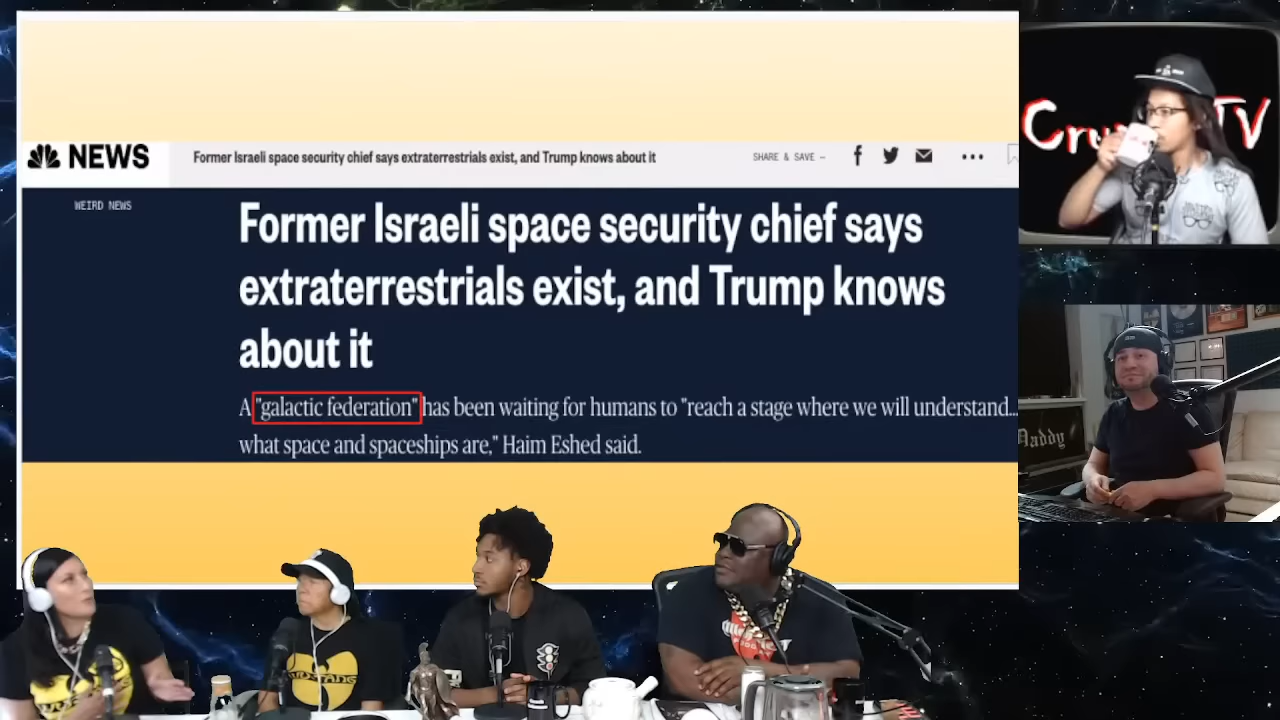 NEWS
Former Israeli space security chief says extraterrestrials exist, and Trump knows about it
SHARE & SAVE —
WEIRD NEWS
Former Israeli space security chief says
extraterrestrials exist, and Trump knows
about it
A "galactic federation" has been waiting for humans to "reach a stage where we will understand...
what space and spaceships are," Haim Eshed said.
TV
Daddy
WU-TANG